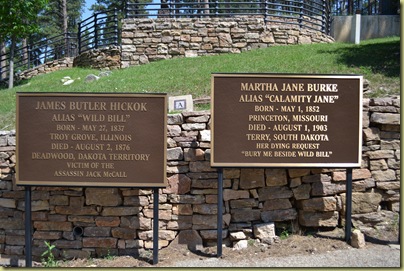 JAMES BUTLER HICKOK
ALIAS "WILD BILL"
BORN - MAY 27, 1837
TROY GROVE, ILLINOIS
DIED - AUGUST 2, 1876
DEADWOOD, DAKOTA TERRITORY
VICTIM OF THE
ASSASSIN JACK McCALL
MARTHA JANE BURKE
ALIAS "CALAMITY JANE"
BORN - MAY 1, 1852
PRINCETON, MISSOURI
DIED - AUGUST 1, 1903
TERRY, SOUTH DAKOTA
HER DYING REQUEST
"BURY ME BESIDE WILD BILL"